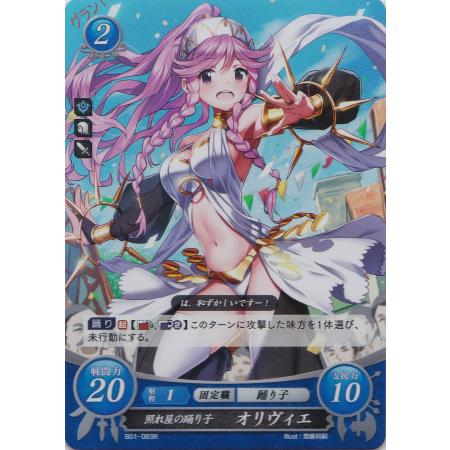 グラン
2
は、恥ずかしいですー!
踊り 起 【 , 2】このターンに攻撃した味方を1体選び、
未行動にする。
戦闘力 20 射程 1 固定職 踊り子 支援力 10
照れ屋の踊り子 オリヴィエ
B01-083R Illust: